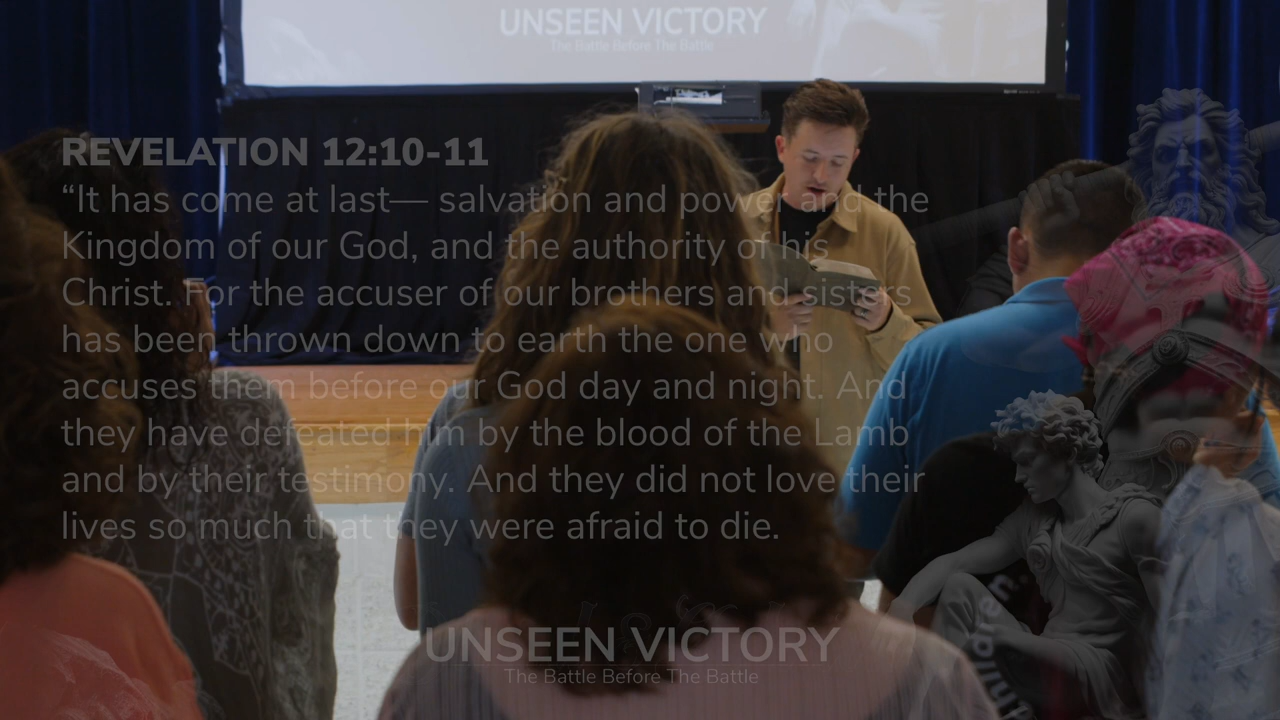 UNSEEN VICTORY
The Battle Before The Battle
REVELATION 12:10-11
“It has come at last— salvation and power and the
Kingdom of our God, and the authority of his
Christ. For the accuser of our brothers and sisters
has been thrown down to earth the one who
accuses them before our God day and night. And
they have defeated him by the blood of the Lamb
and by their testimony. And they did not love their
lives so much that they were afraid to die.
UNSEEN VICTORY
The Battle Before The Battle